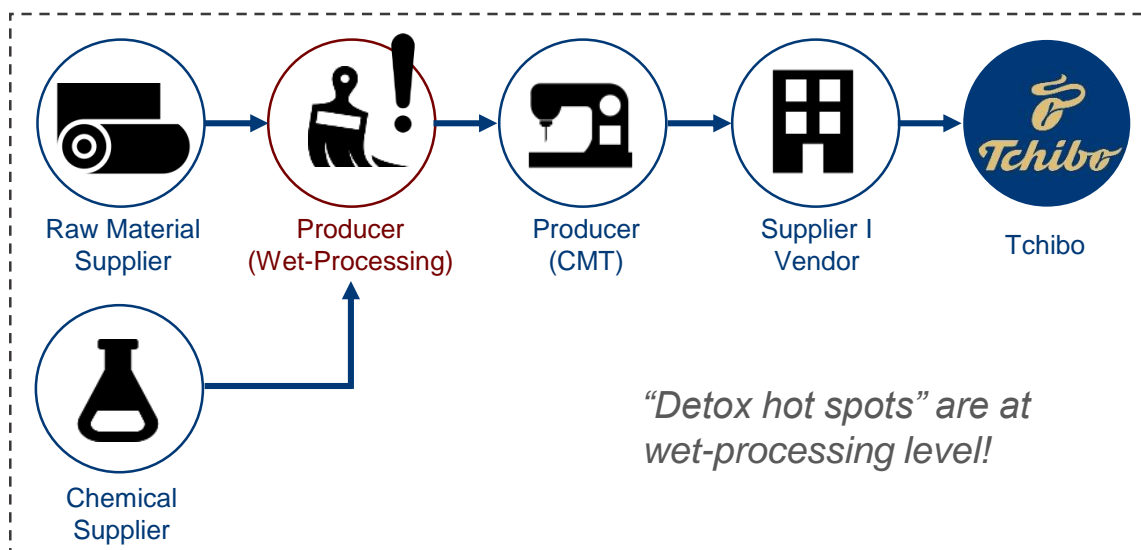 Tchibo
Raw Material
Supplier
Producer
(Wet-Processing)
Producer
(CMT)
Supplier I
Vendor
Tchibo
“Detox hot spots” are at
wet-processing level!
Chemical
Supplier